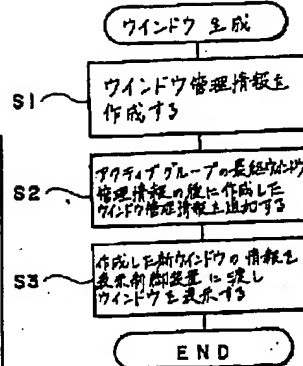 ウインドウ 生成
S1
ウインドウ管理情報を
作成する
S2
アクティブグループの最終ウインドウ
管理情報の後に作成した
ウインドウ管理情報を追加する
S3
作成した新ウインドウの情報を
表示制御装置に渡し
ウインドウを表示する
END